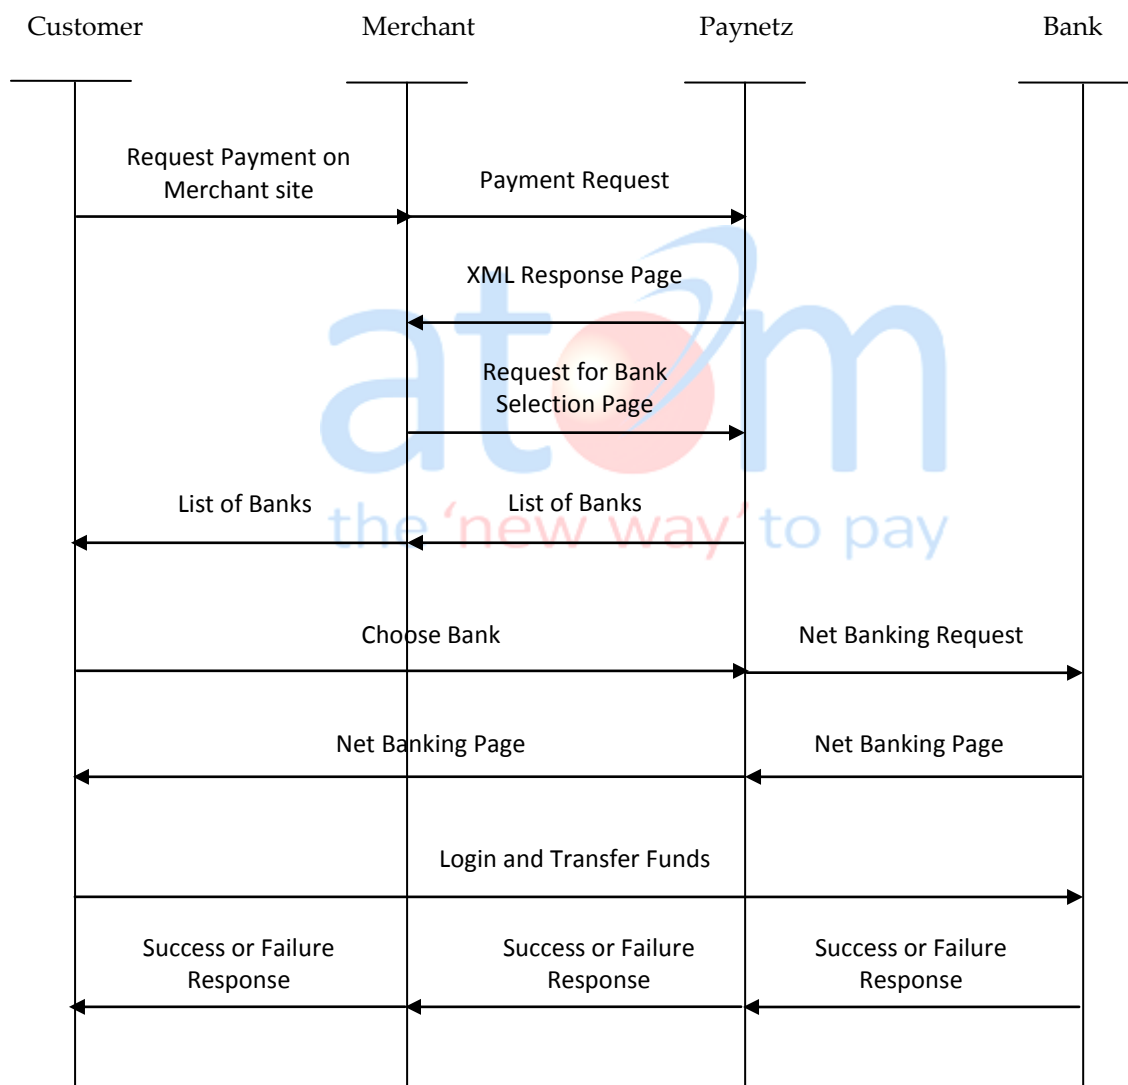 Customer Merchant Paynetz Bank
Request Payment on
Merchant site
Payment Request
XML Response Page
Request for Bank
Selection Page
atom
List of Banks List of Banks
the 'new way' to pay
Choose Bank Net Banking Request
Net Banking Page Net Banking Page
Login and Transfer Funds
Success or Failure
Response
Success or Failure
Response
Success or Failure
Response